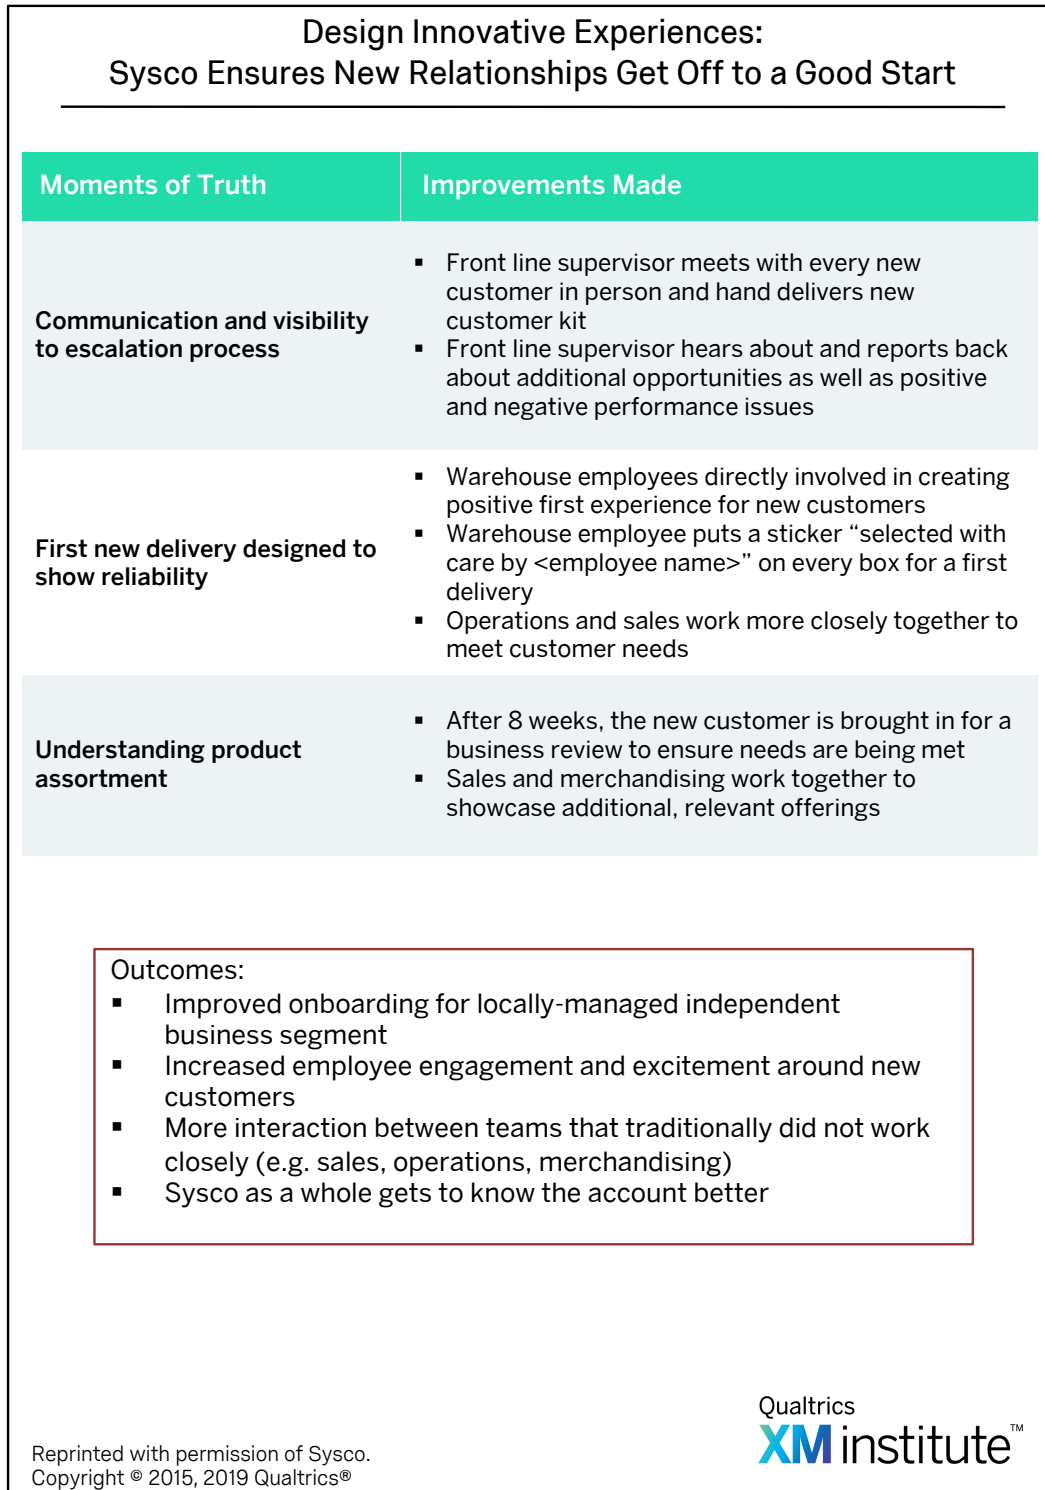 Design Innovative Experiences:
Sysco Ensures New Relationships Get Off to a Good Start
Moments of Truth
Improvements Made
Communication and visibility
to escalation process
▪ Front line supervisor meets with every new
customer in person and hand delivers new
customer kit
▪ Front line supervisor hears about and reports back
about additional opportunities as well as positive
and negative performance issues
First new delivery designed to
show reliability
▪ Warehouse employees directly involved in creating
positive first experience for new customers
▪ Warehouse employee puts a sticker “selected with
care by <employee name>” on every box for a first
delivery
▪ Operations and sales work more closely together to
meet customer needs
Understanding product
assortment
▪ After 8 weeks, the new customer is brought in for a
business review to ensure needs are being met
▪ Sales and merchandising work together to
showcase additional, relevant offerings
Outcomes:
▪ Improved onboarding for locally-managed independent
business segment
▪ Increased employee engagement and excitement around new
customers
▪ More interaction between teams that traditionally did not work
closely (e.g. sales, operations, merchandising)
▪ Sysco as a whole gets to know the account better
Qualtrics
XM institute™
Reprinted with permission of Sysco.
Copyright © 2015, 2019 Qualtrics®